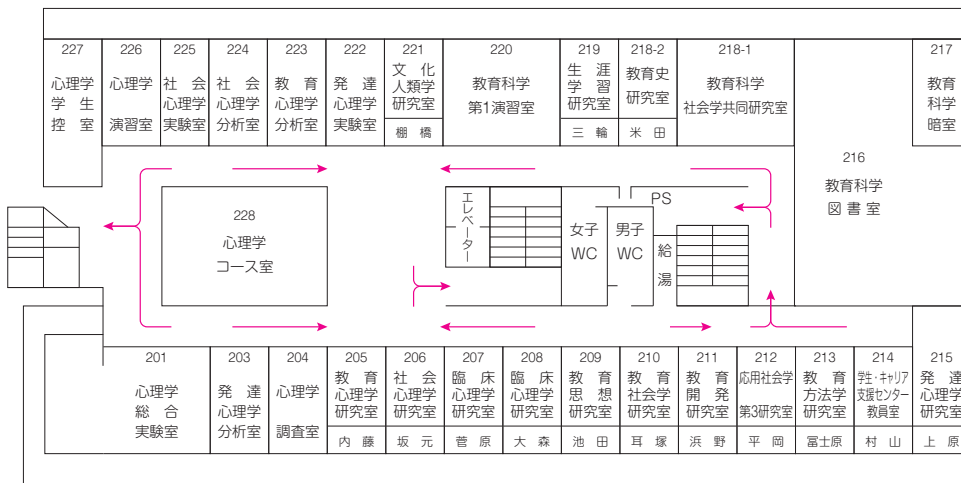 227
心理学
学 生
控 室
226
心理学
演習室
225
社 会
心理学
実験室
224
社 会
心理学
分析室
223
教 育
心理学
分析室
222
発 達
心理学
実験室
221
文 化
人類学
研究室
棚 橋
220
教育科学
第1演習室
219
生 涯
学 習
研究室
三 輪
218-2
教育史
研究室
米 田
218-1
教育科学
社会学共同研究室
217
教 育
科 学
暗 室
216
教育科学
図 書 室
228
心理学
コース室
エレベーター
女子
WC
男子
WC
PS
給
湯
201
心理学
総 合
実験室
203
発 達
心理学
分析室
204
心理学
調査室
205
教 育
心理学
研究室
内 藤
206
社 会
心理学
研究室
坂 元
207
臨 床
心理学
研究室
菅 原
208
臨 床
心理学
研究室
大 森
209
教 育
思 想
研究室
池 田
210
教 育
社会学
研究室
耳 塚
211
教 育
開 発
研究室
浜 野
212
応用社会学
第3研究室
平 岡
213
教 育
方法学
研究室
冨士原
214
学生・キャリア
支援センター
教員室
村 山
215
発 達
心理学
研究室
上 原